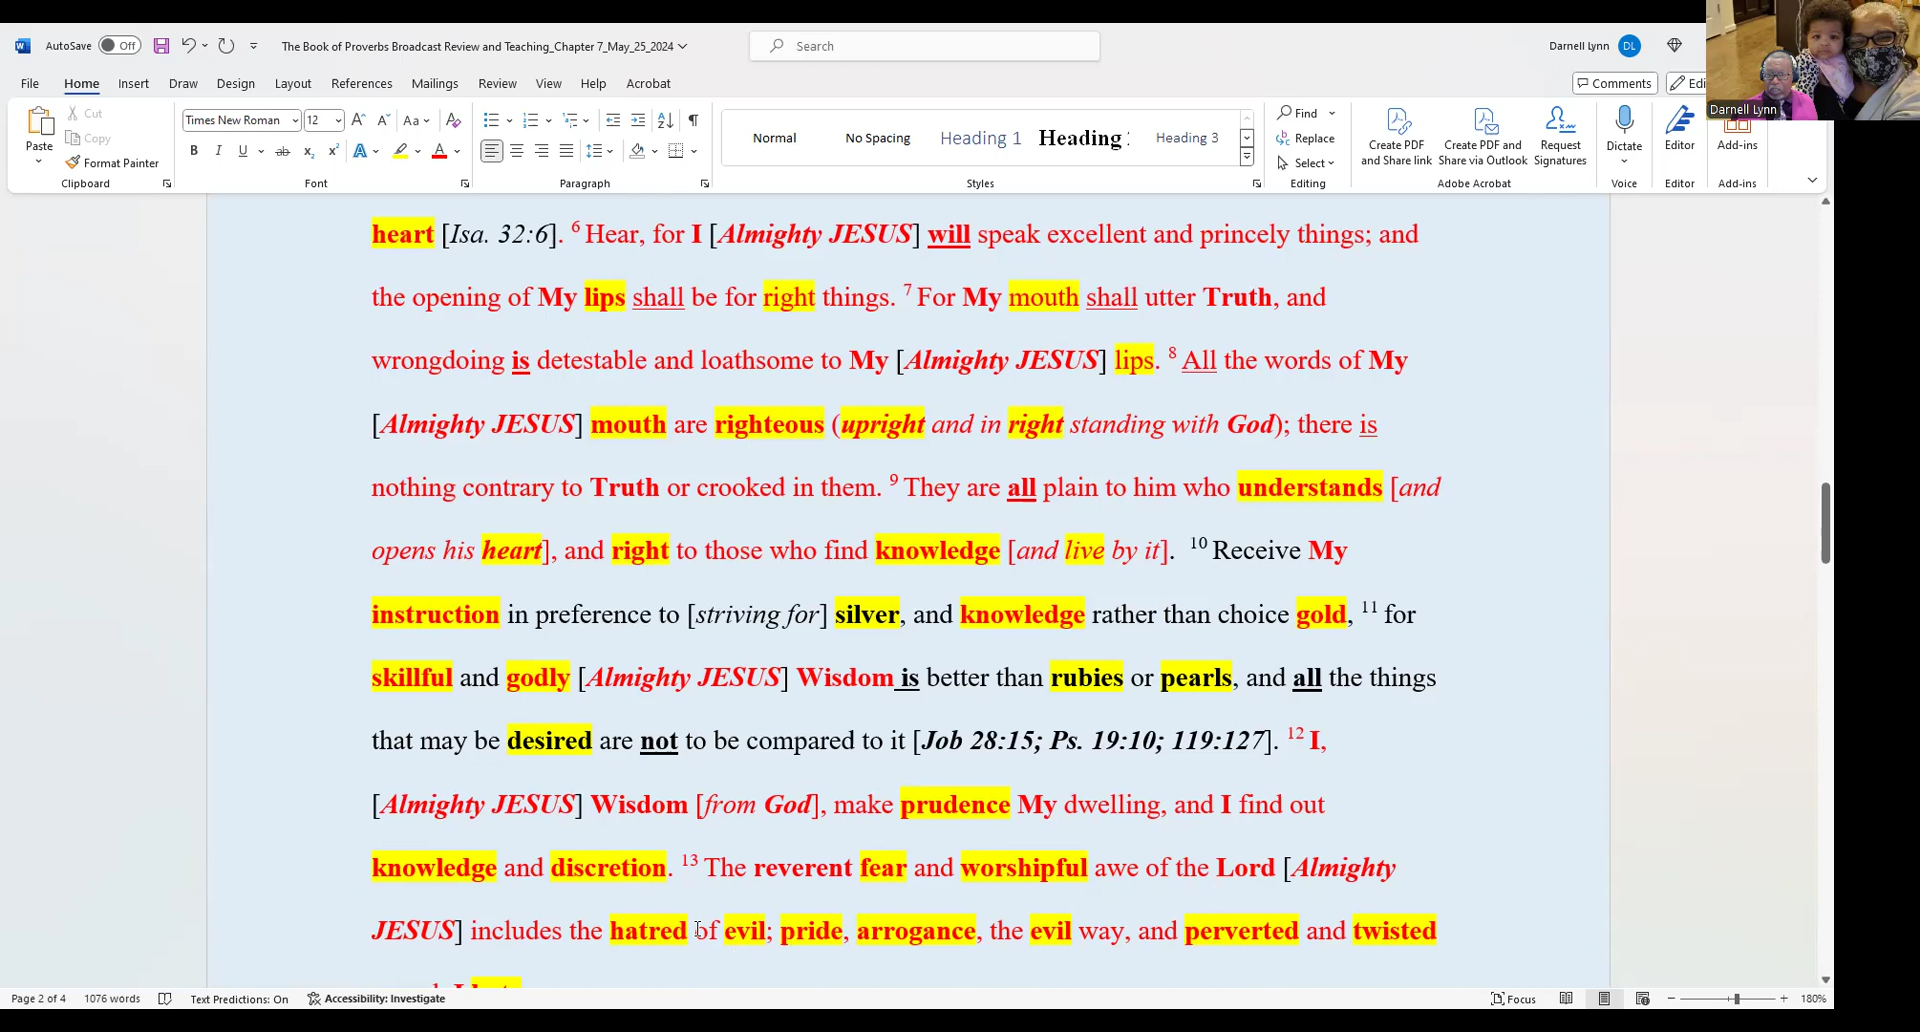 AutoSave Off The Book of Proverbs Broadcast Review and Teaching_Chapter 7_May_25_2024 Search Darnell Lynn DL
File Home Insert Draw Design Layout References Mailings Review View Help Acrobat Comments
Darnell Lynn
Paste Cut Copy Format Painter Clipboard
Times New Roman 12 Font
Paragraph
Normal No Spacing Heading 1 Heading Heading 3 Styles
Find Replace Select Editing
Create PDF and Share link Create PDF and Share via Outlook Request Signatures Adobe Acrobat
Dictate Voice Editor Editor Add-ins Add-ins
heart [Isa. 32:6]. 6 Hear, for I [Almighty JESUS] will speak excellent and princely things; and
the opening of My lips shall be for right things. 7 For My mouth shall utter Truth, and
wrongdoing is detestable and loathsome to My [Almighty JESUS] lips. 8 All the words of My
[Almighty JESUS] mouth are righteous (upright and in right standing with God); there is
nothing contrary to Truth or crooked in them. 9 They are all plain to him who understands [and
opens his heart], and right to those who find knowledge [and live by it]. 10 Receive My
instruction in preference to [striving for] silver, and knowledge rather than choice gold, 11 for
skillful and godly [Almighty JESUS] Wisdom is better than rubies or pearls, and all the things
that may be desired are not to be compared to it [Job 28:15; Ps. 19:10; 119:127]. 12 I,
[Almighty JESUS] Wisdom [from God], make prudence My dwelling, and I find out
knowledge and discretion. 13 The reverent fear and worshipful awe of the Lord [Almighty
JESUS] includes the hatred of evil; pride, arrogance, the evil way, and perverted and twisted
Page 2 of 4 1076 words Text Predictions: On Accessibility: Investigate Focus 180%